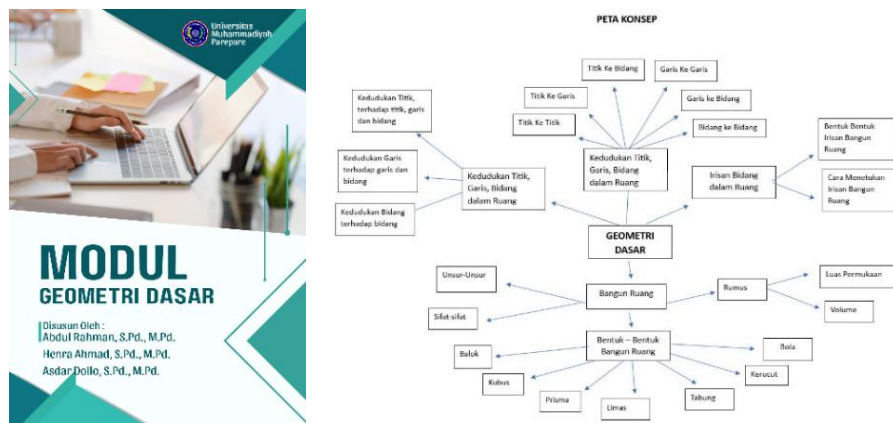 Universitas
Muhammadiyah
Parepare
MODUL
GEOMETRI DASAR
Disusun Oleh :
Abdul Rahman, S.Pd., M.Pd.
Henra Ahmad, S.Pd., M.Pd.
Asdar Dollo, S.Pd., M.Pd.
PETA KONSEP
Titik Ke Bidang
Garis Ke Garis
Titik Ke Garis
Garis ke Bidang
Titik Ke Titik
Bidang ke Bidang
Kedudukan Titik,
terhadap titik, garis
dan bidang
Kedudukan Garis
terhadap garis dan
bidang
Kedudukan Bidang
terhadap bidang
Kedudukan Titik,
Garis, Bidang
dalam Ruang
Kedudukan Titik,
Garis, Bidang
dalam Ruang
Irisan Bidang
dalam Ruang
Bentuk Bentuk
Irisan Bangun
Ruang
Cara Menetukan
Irisan Bangun
Ruang
GEOMETRI
DASAR
Unsur-Unsur
Sifat-sifat
Bangun Ruang
Rumus
Luas Permukaan
Volume
Bentuk – Bentuk
Bangun Ruang
Balok
Kubus
Prisma
Limas
Tabung
Kerucut
Bola